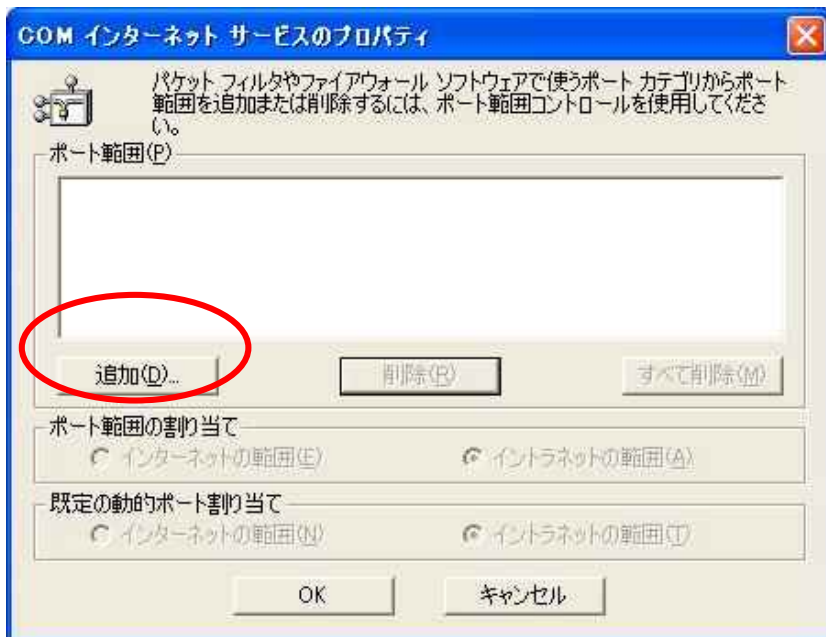 COM インターネット サービスのプロパティ
パケット フィルタやファイアウォール ソフトウェアで使うポート カテゴリからポート
範囲を追加または削除するには、ポート範囲コントロールを使用してくださ
い。
ポート範囲(P)
追加(D)... 削除(R) すべて削除(M)
ポート範囲の割り当て
インターネットの範囲(E) イントラネットの範囲(A)
既定の動的ポート割り当て
インターネットの範囲(N) イントラネットの範囲(T)
OK キャンセル